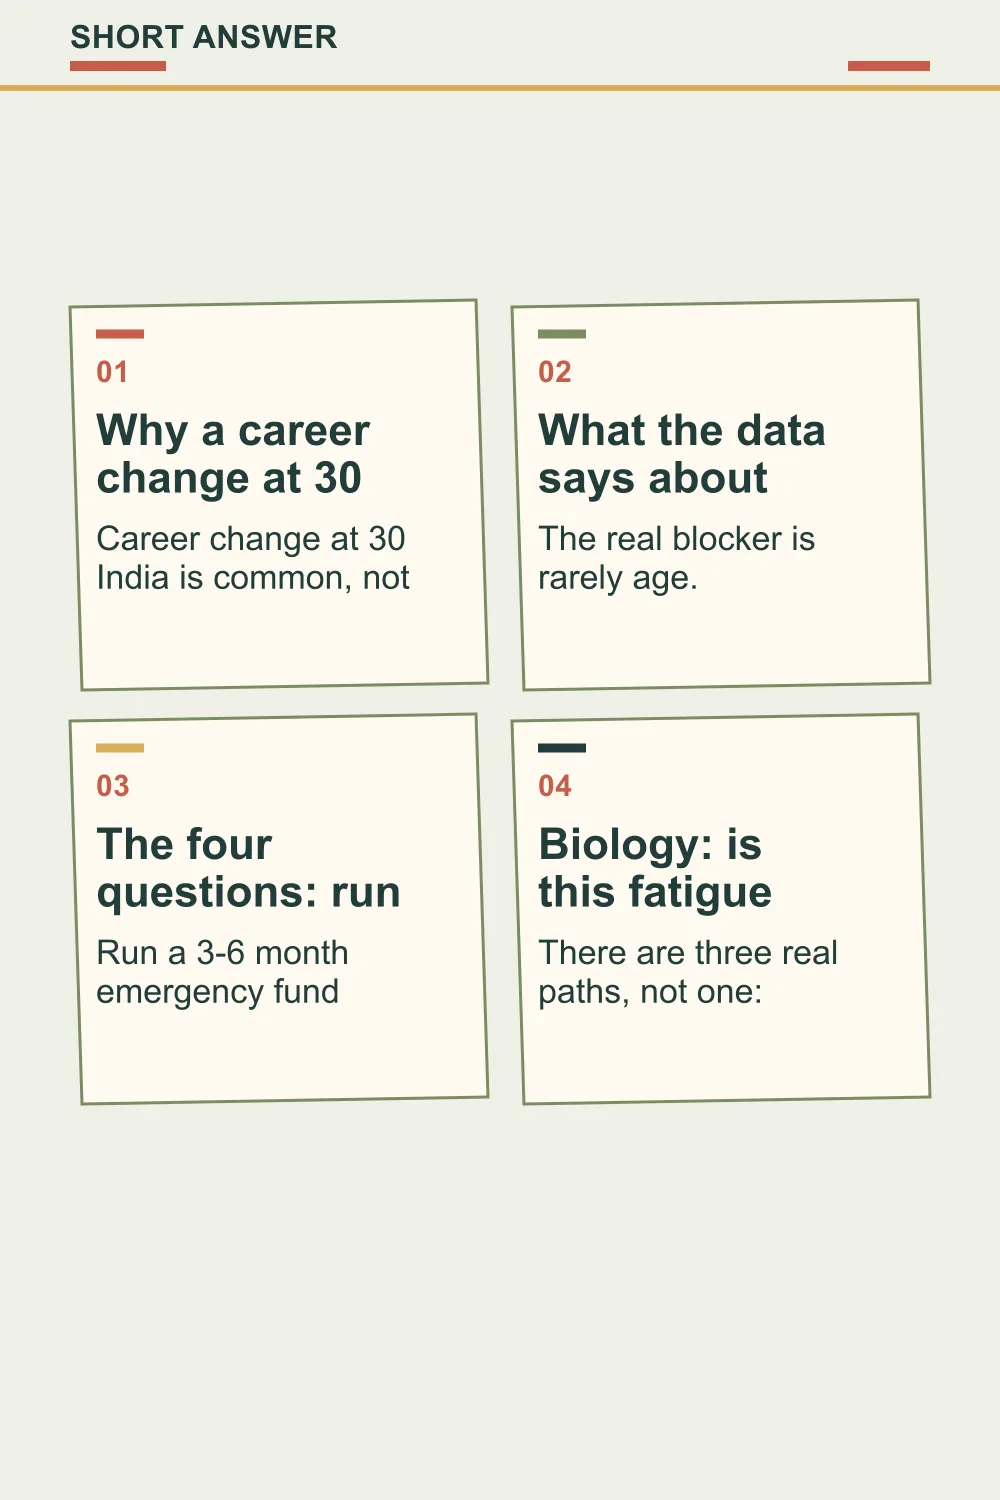 SHORT ANSWER
01
Why a career
change at 30
Career change at 30
India is common, not
02
What the data
says about
The real blocker is
rarely age.
03
The four
questions: run
Run a 3-6 month
emergency fund
04
Biology: is
this fatigue
There are three real
paths, not one: